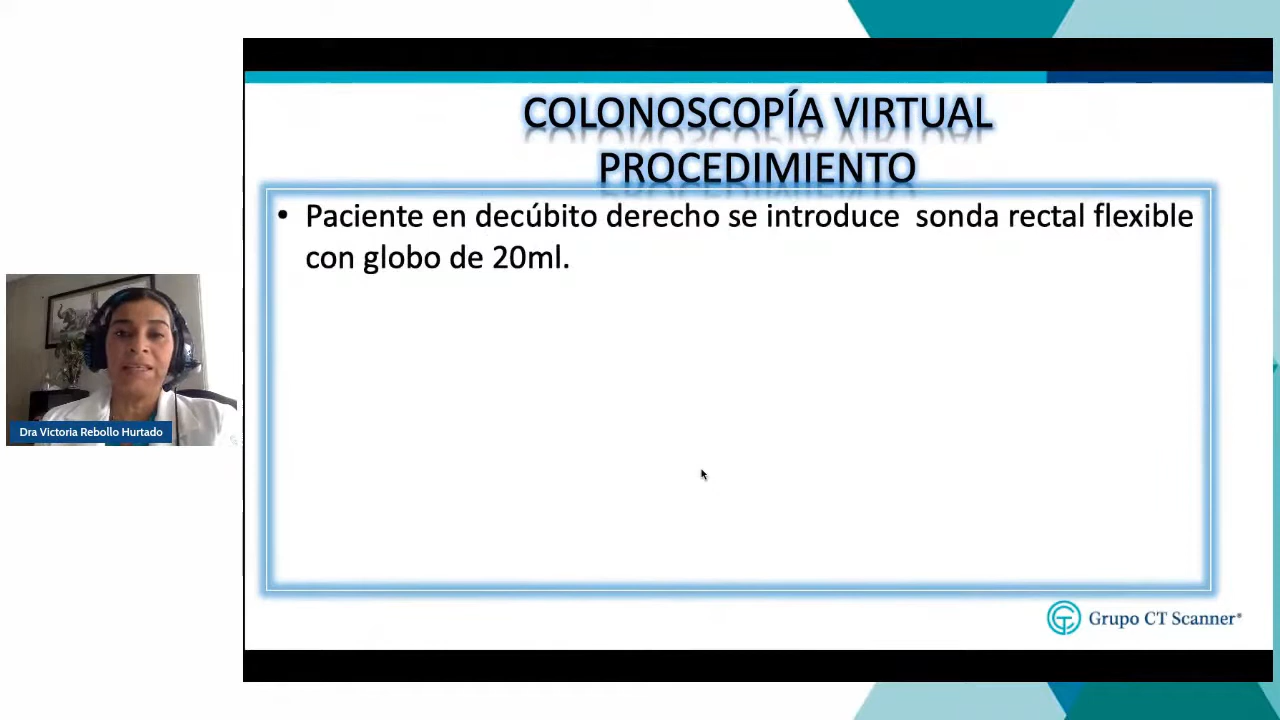 COLONOSCOPÍA VIRTUAL
PROCEDIMIENTO
• Paciente en decúbito derecho se introduce sonda rectal flexible
con globo de 20ml.
Dra Victoria Rebollo Hurtado
Grupo CT Scanner®